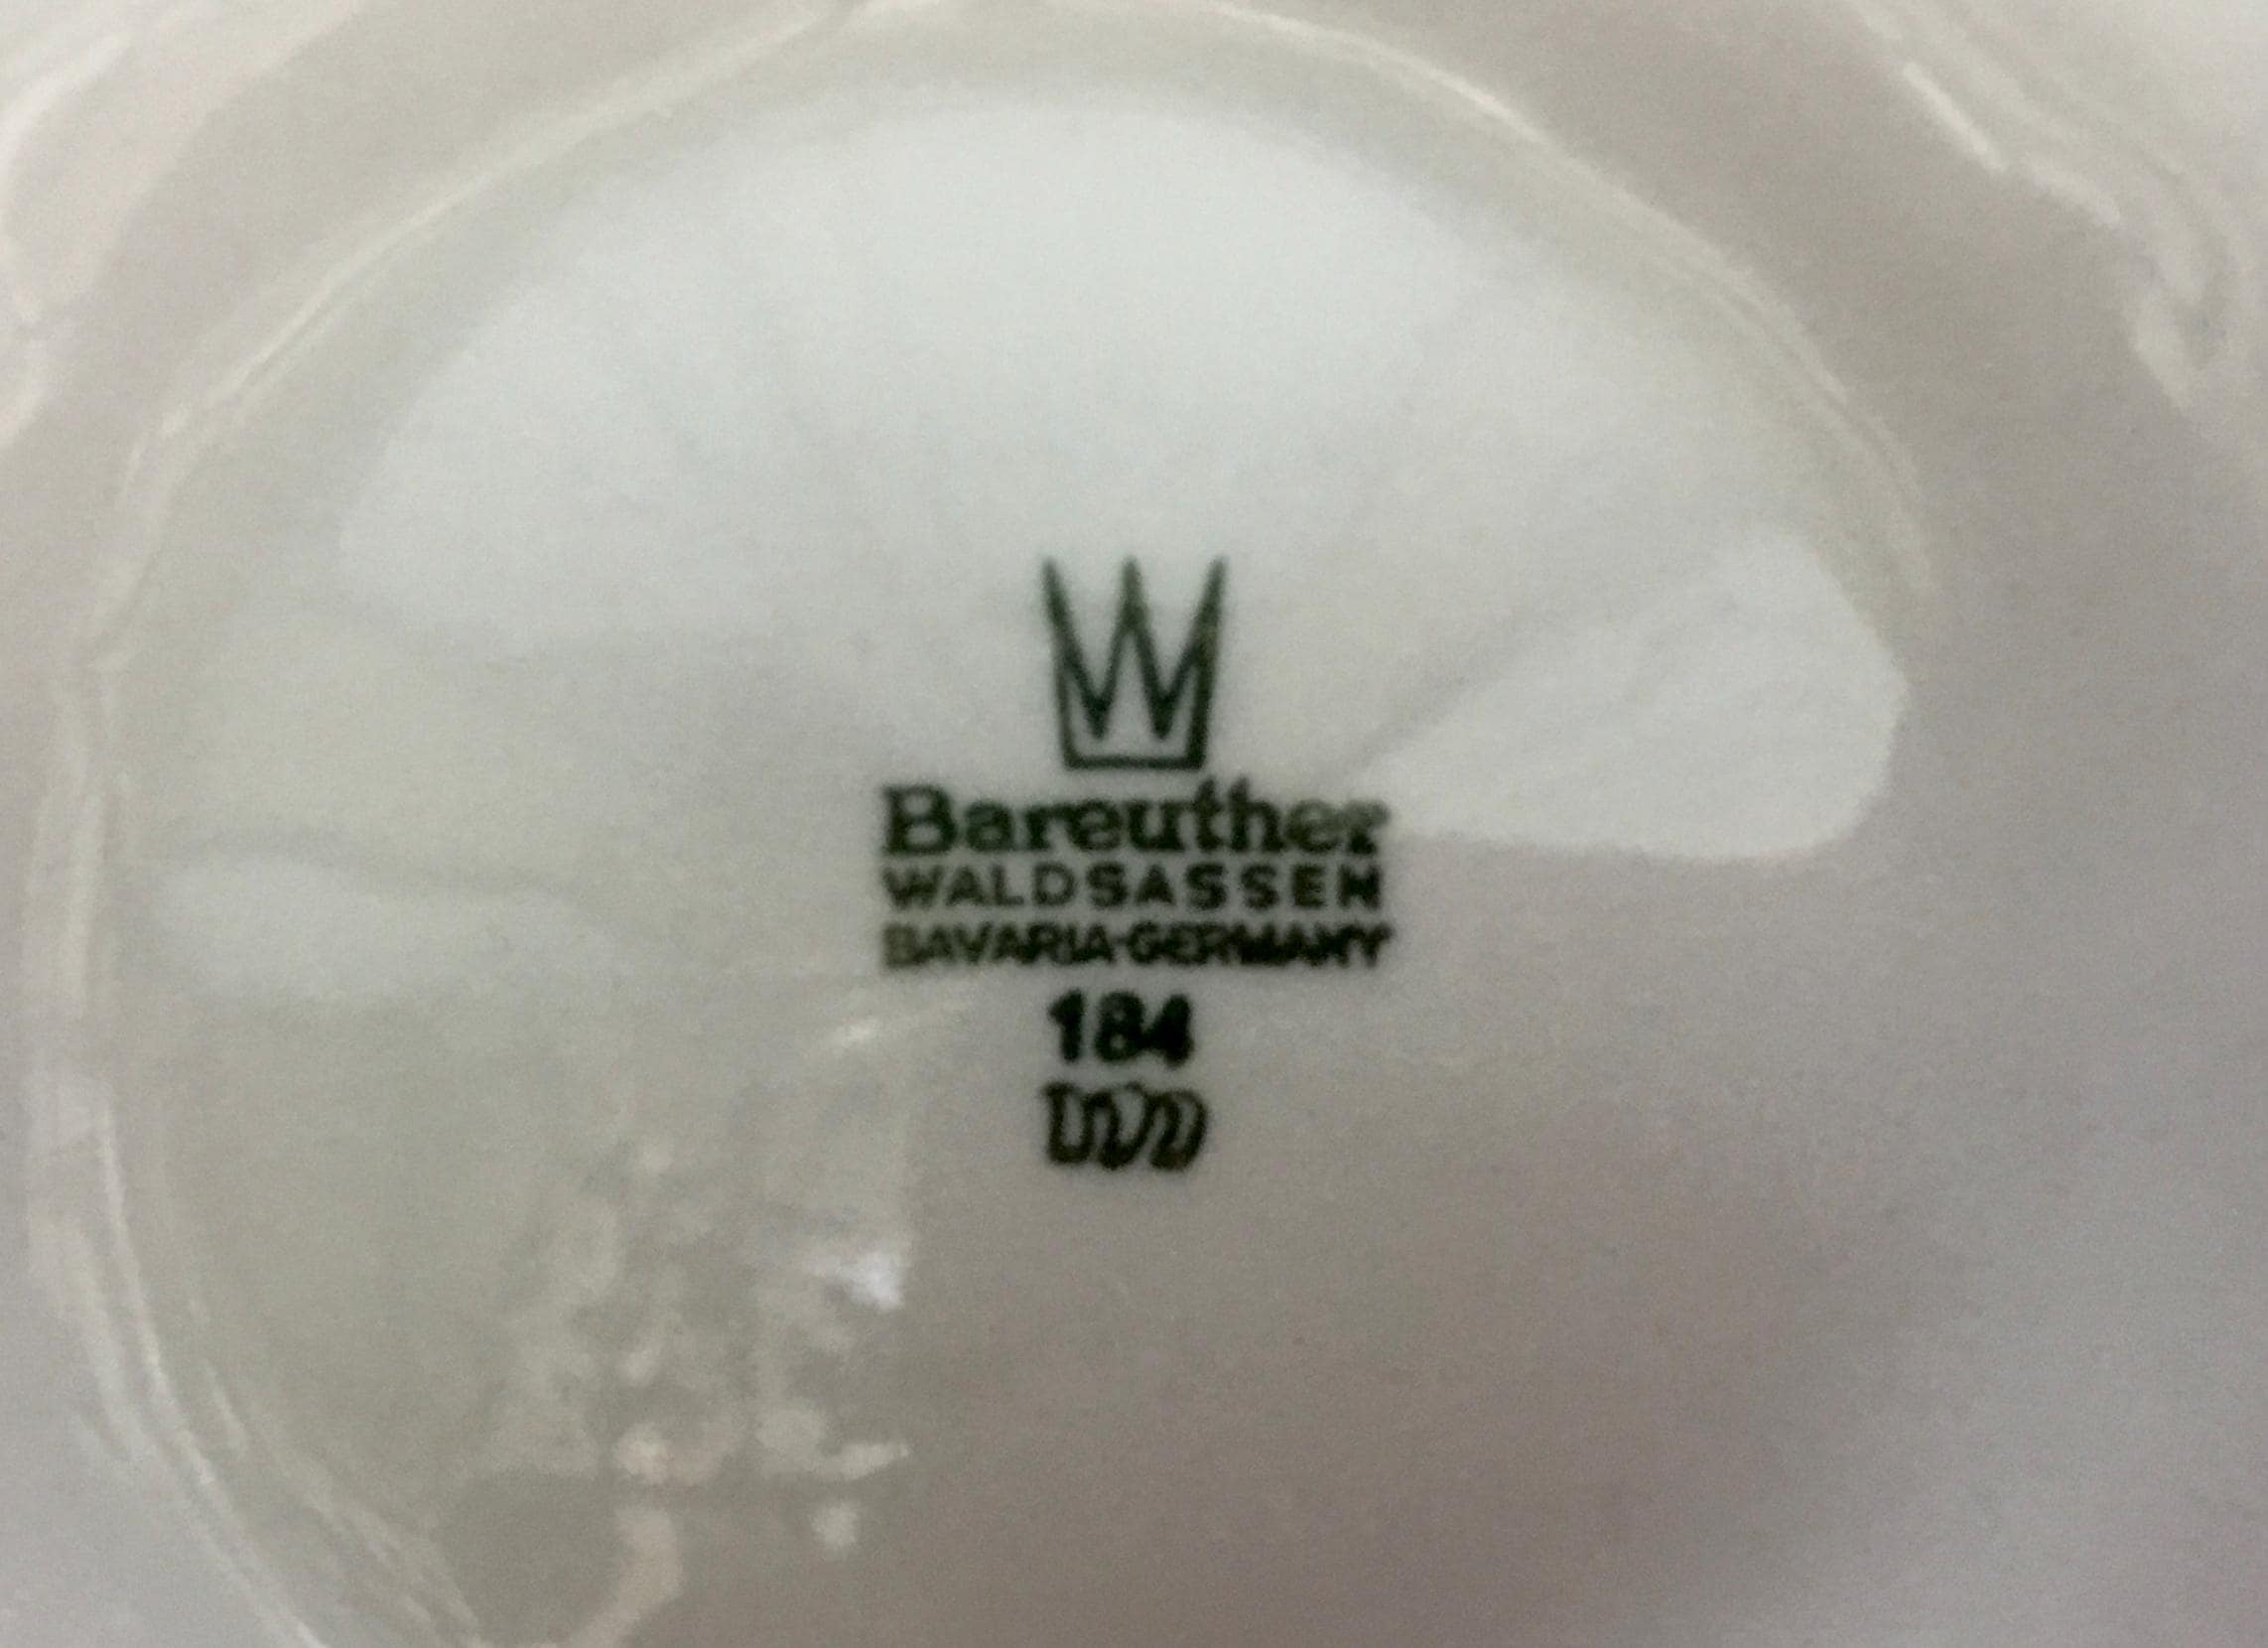 W
Bareuther
WALDSASSEN
BAVARIA-GERMANY
184